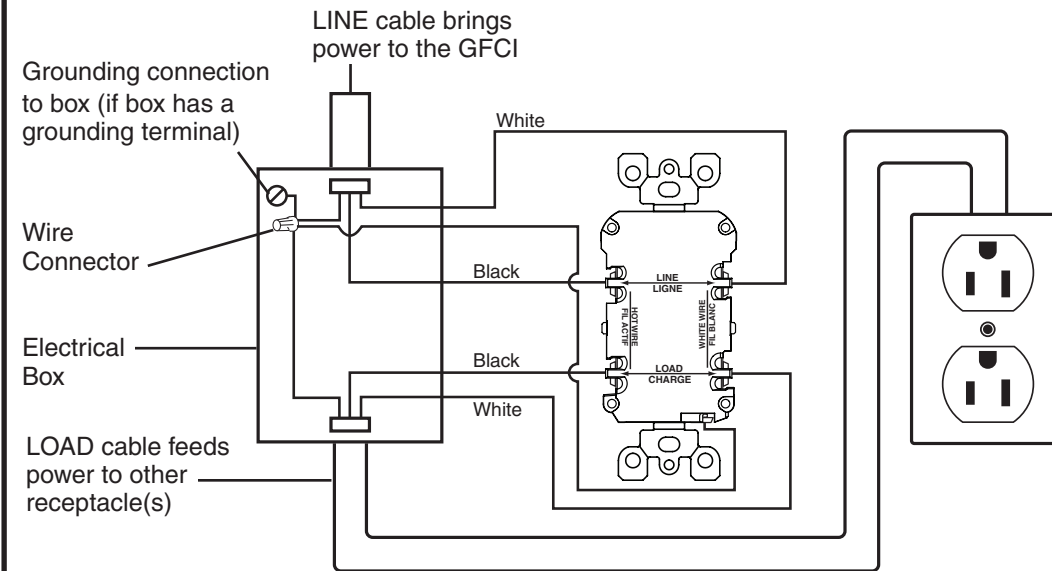 LINE cable brings
power to the GFCI
Grounding connection
to box (if box has a
grounding terminal)
White
Wire
Connector
Black
LINE
LIGNE
HOT WIRE
FIL ACTIF
WHITE WIRE
FIL BLANC
Electrical
Box
Black
LOAD
CHARGE
White
LOAD cable feeds
power to other
receptacle(s)